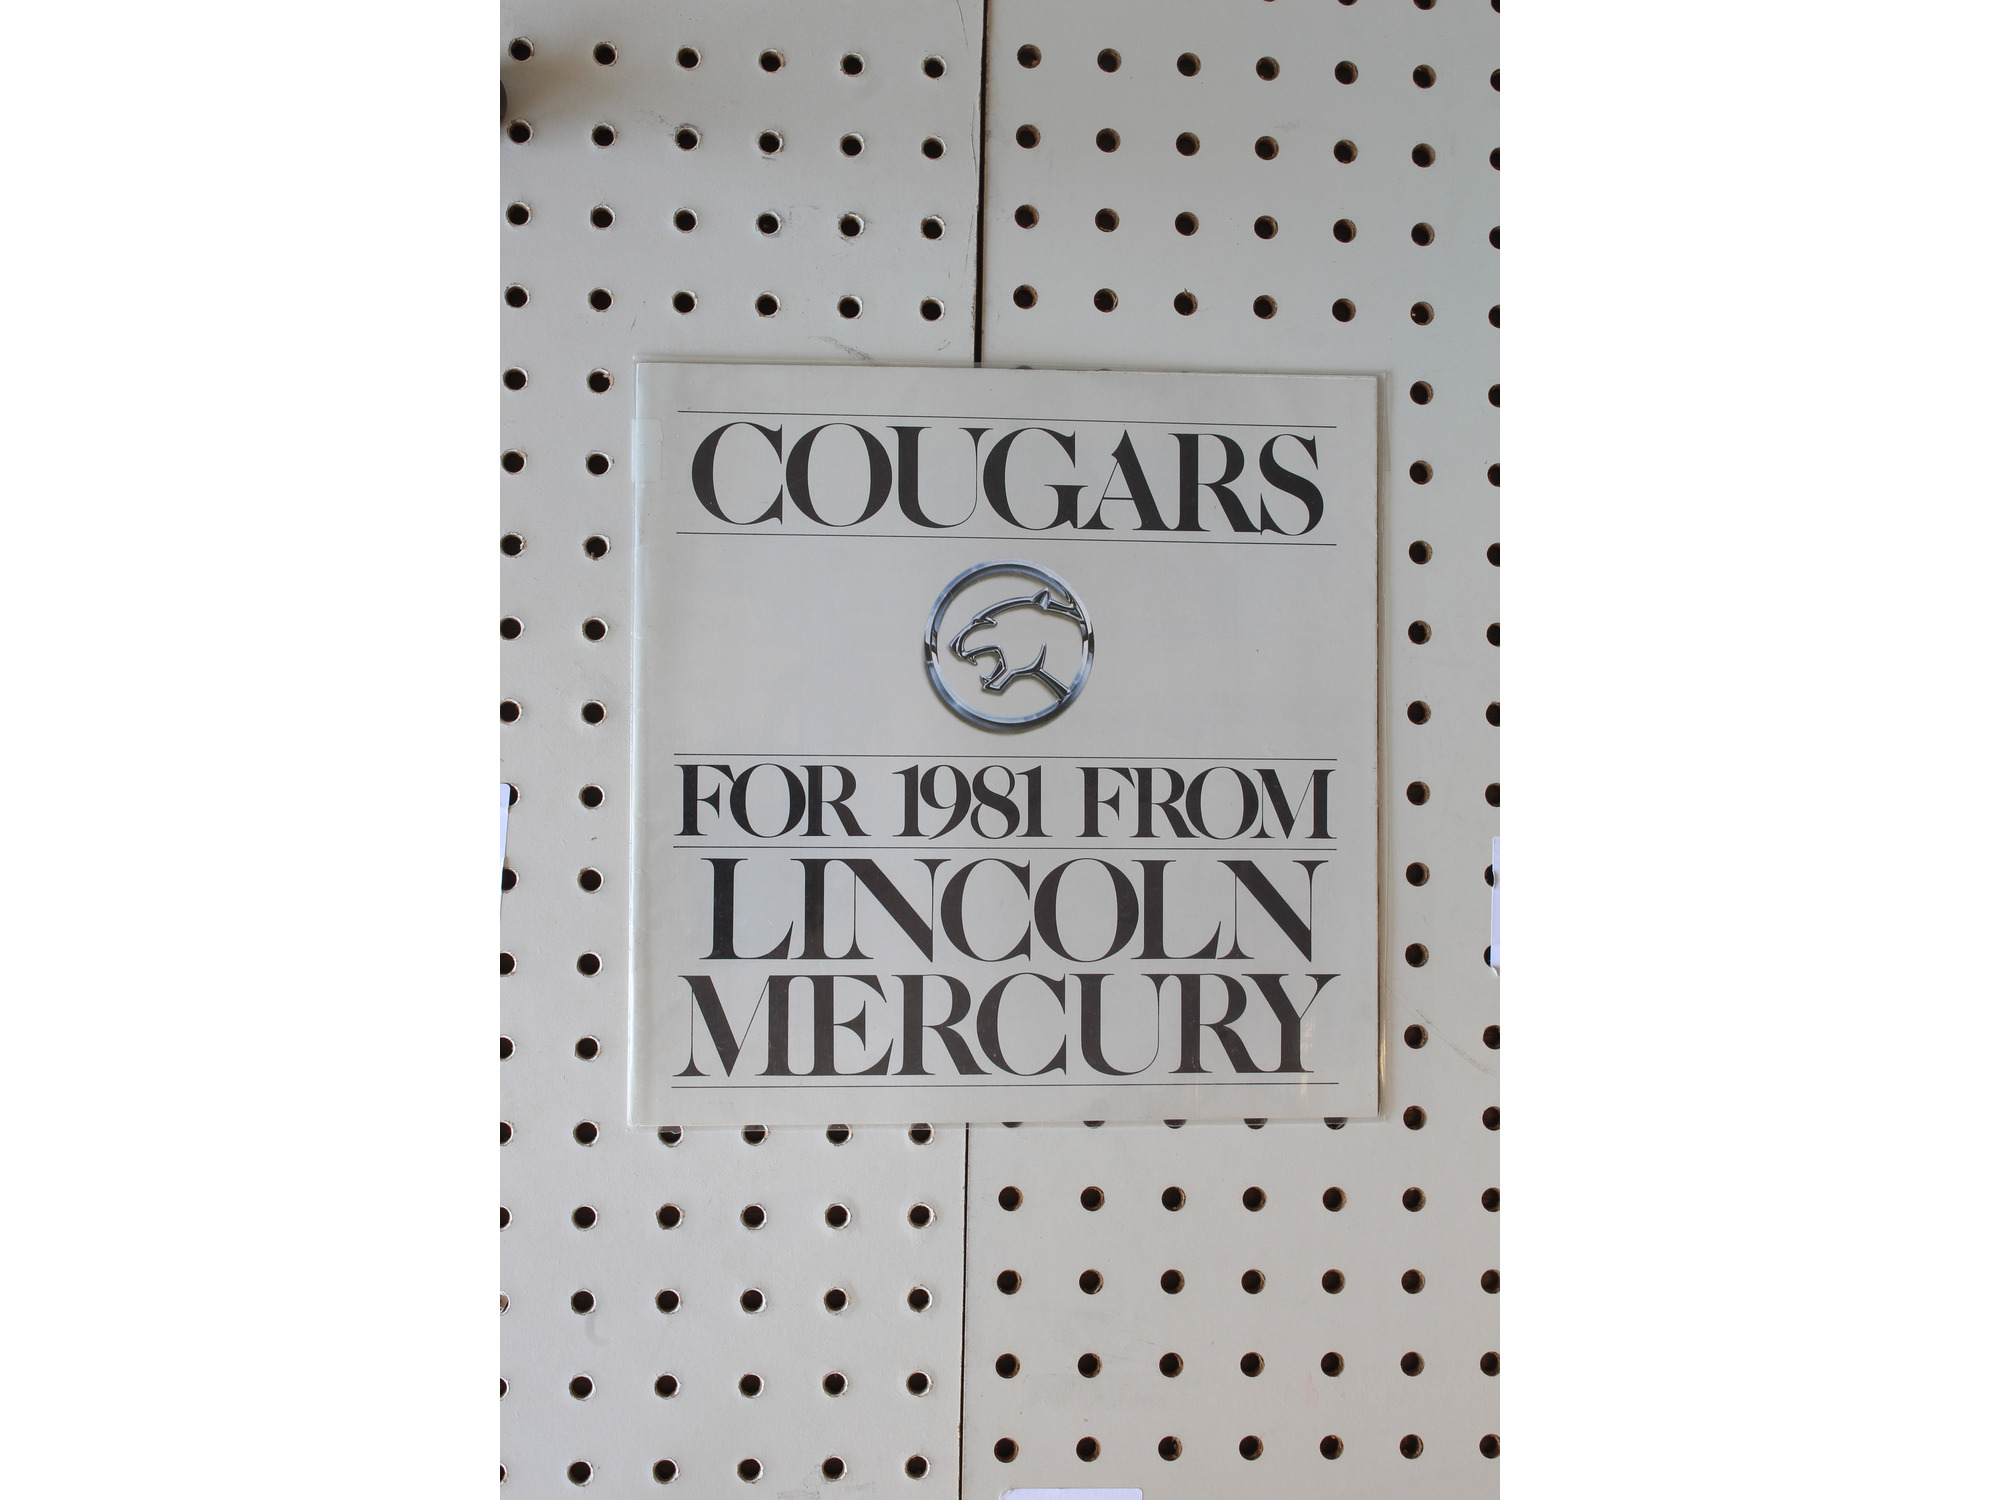 COUGARS
FOR 1981 FROM
LINCOLN
MERCURY